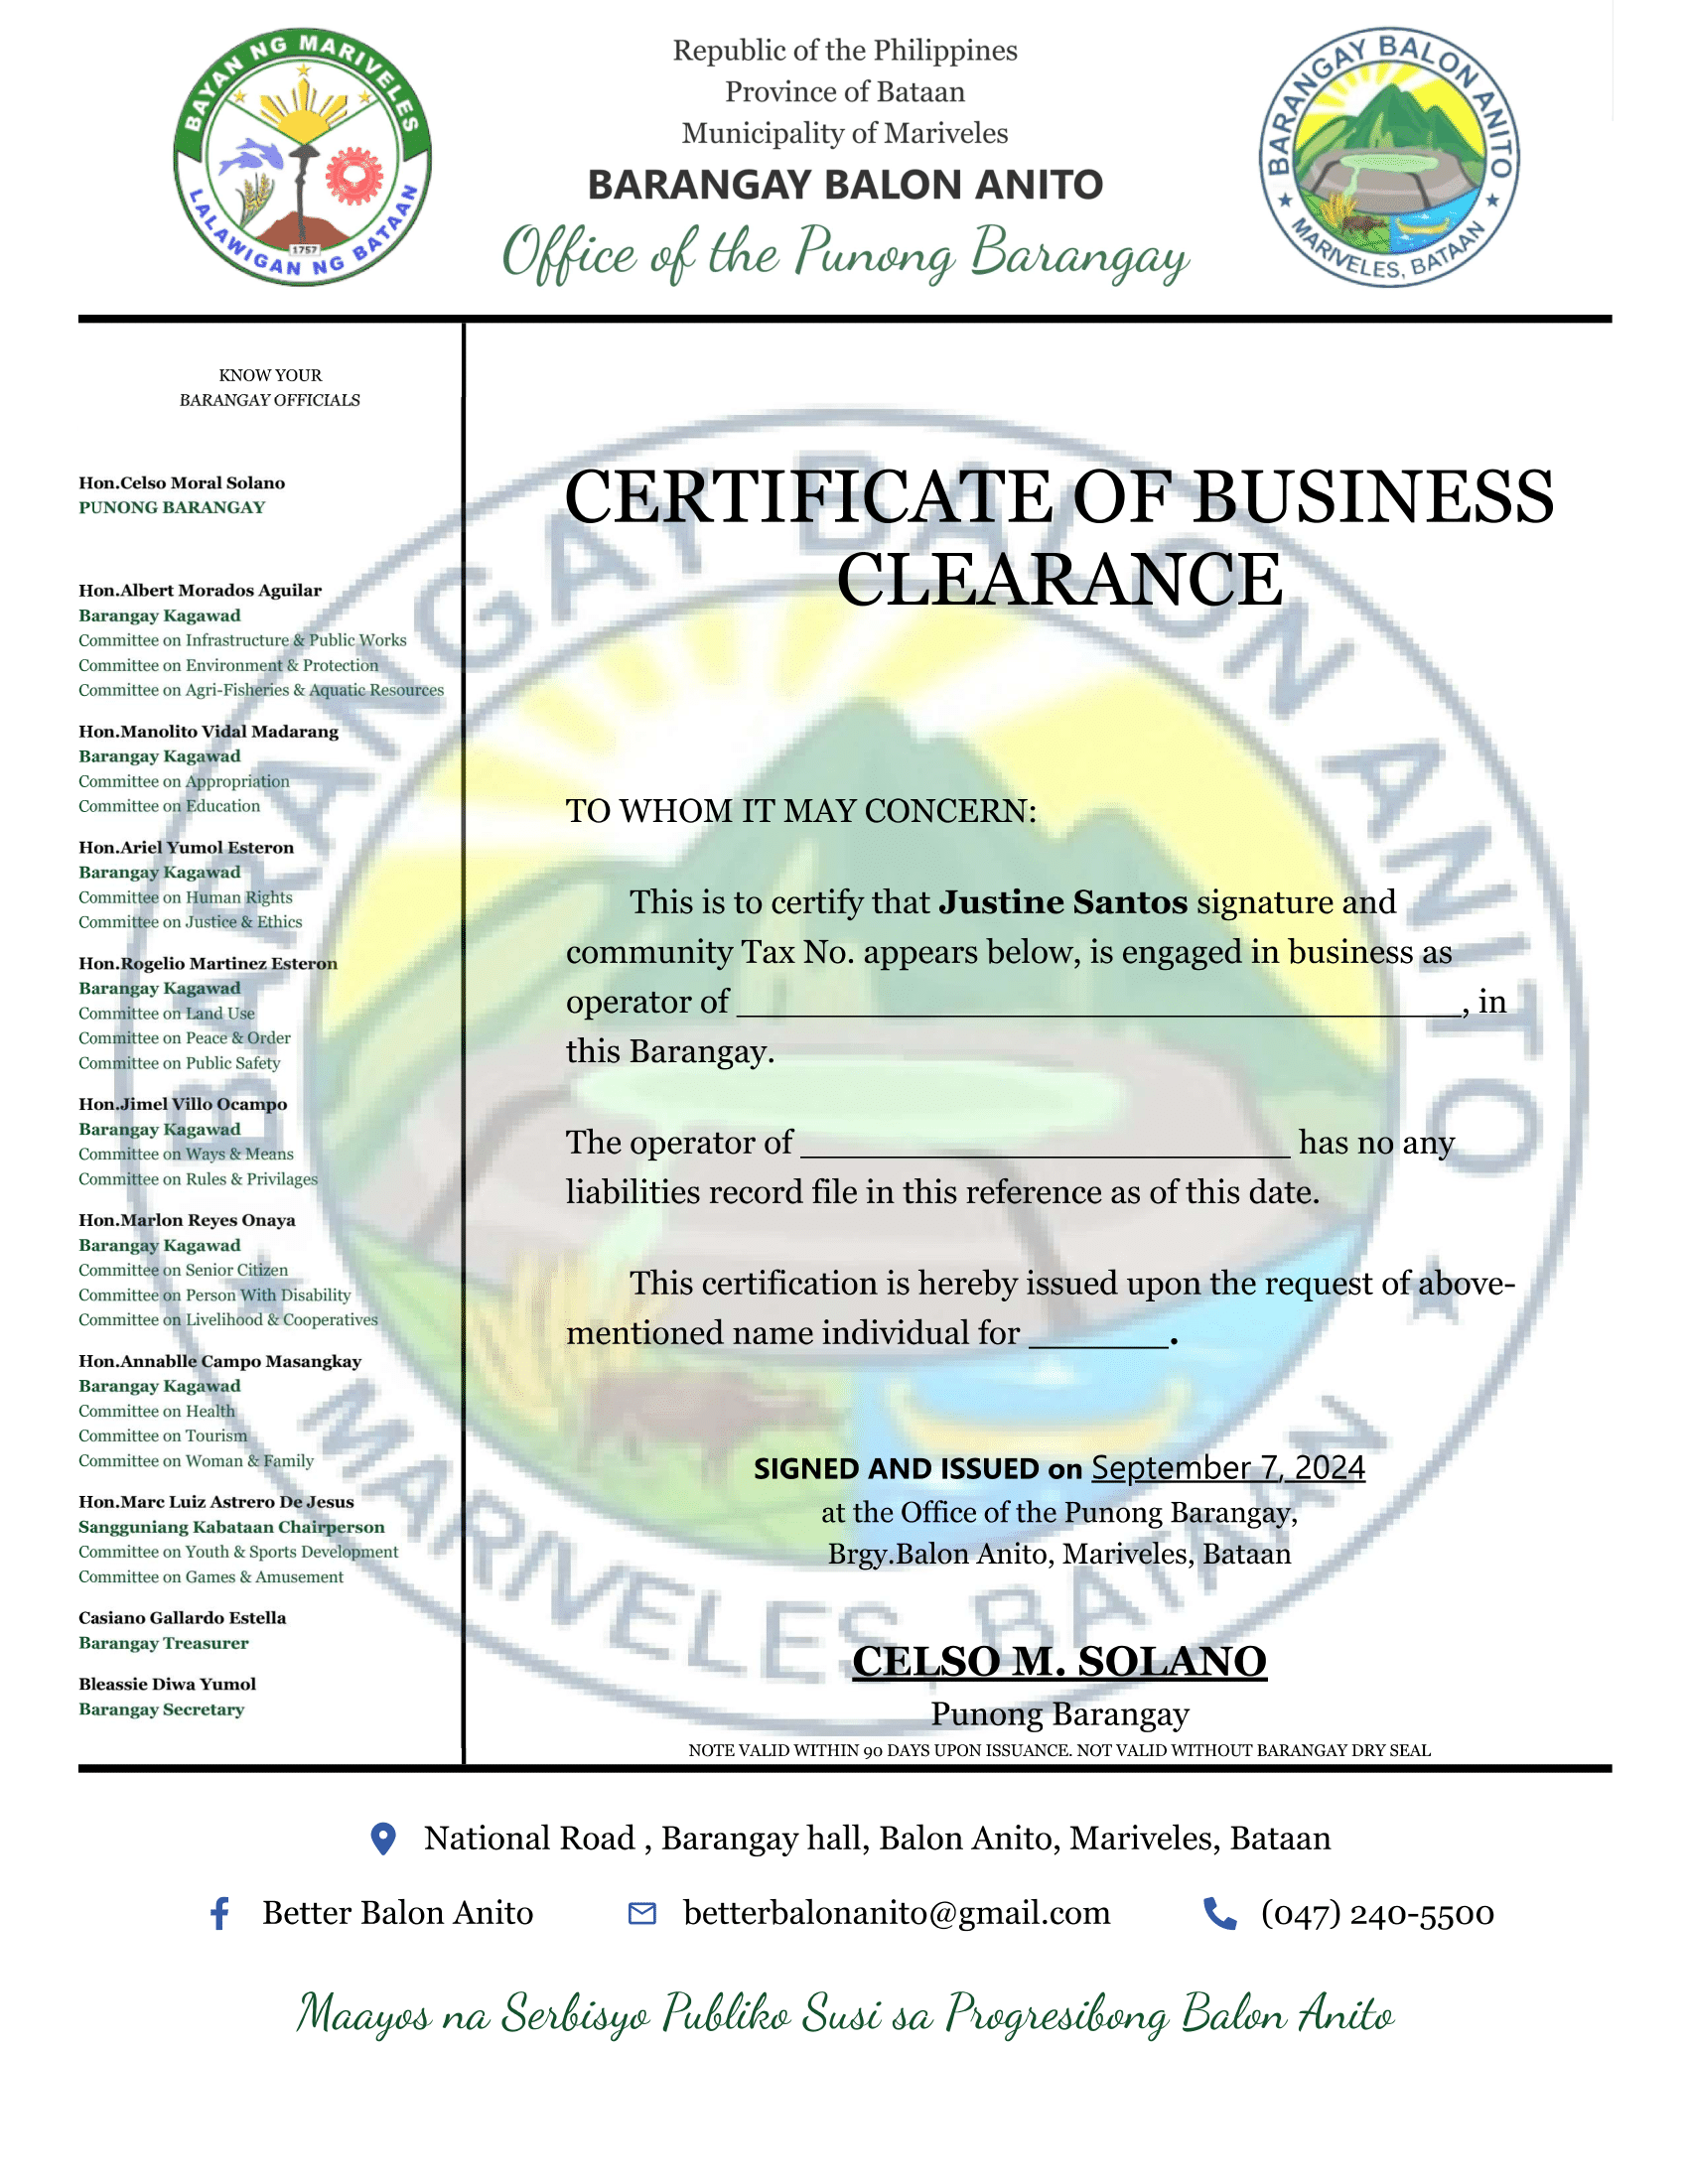 BAYAN NG MARIVELES
1757
LALAWIGAN NG BATAAN
Republic of the Philippines
Province of Bataan
Municipality of Mariveles
BARANGAY BALON ANITO
Office of the Punong Barangay
BARANGAY BALON ANITO
MARIVELES, BATAAN
KNOW YOUR
BARANGAY OFFICIALS
Hon.Celso Moral Solano
PUNONG BARANGAY
Hon.Albert Morados Aguilar
Barangay Kagawad
Committee on Infrastructure & Public Works
Committee on Environment & Protection
Committee on Agri-Fisheries & Aquatic Resources
Hon.Manolito Vidal Madarang
Barangay Kagawad
Committee on Appropriation
Committee on Education
Hon.Ariel Yumol Esteron
Barangay Kagawad
Committee on Human Rights
Committee on Justice & Ethics
Hon.Rogelio Martinez Esteron
Barangay Kagawad
Committee on Land Use
Committee on Peace & Order
Committee on Public Safety
Hon.Jimel Villo Ocampo
Barangay Kagawad
Committee on Ways & Means
Committee on Rules & Privilages
Hon.Marlon Reyes Onaya
Barangay Kagawad
Committee on Senior Citizen
Committee on Person With Disability
Committee on Livelihood & Cooperatives
Hon.Annablle Campo Masangkay
Barangay Kagawad
Committee on Health
Committee on Tourism
Committee on Woman & Family
Hon.Marc Luiz Astrero De Jesus
Sangguniang Kabataan Chairperson
Committee on Youth & Sports Development
Committee on Games & Amusement
Casiano Gallardo Estella
Barangay Treasurer
Bleassie Diwa Yumol
Barangay Secretary
BARANGAY BALON ANITO
MARIVELES, BATAAN
CERTIFICATE OF BUSINESS
CLEARANCE
TO WHOM IT MAY CONCERN:
This is to certify that Justine Santos signature and
community Tax No. appears below, is engaged in business as
operator of ____________________, in
this Barangay.
The operator of ____________________ has no any
liabilities record file in this reference as of this date.
This certification is hereby issued upon the request of above-
mentioned name individual for ________.
SIGNED AND ISSUED on September 7, 2024
at the Office of the Punong Barangay,
Brgy.Balon Anito, Mariveles, Bataan
CELSO M. SOLANO
Punong Barangay
NOTE VALID WITHIN 90 DAYS UPON ISSUANCE. NOT VALID WITHOUT BARANGAY DRY SEAL
National Road , Barangay hall, Balon Anito, Mariveles, Bataan
Better Balon Anito
betterbalonanito@gmail.com
(047) 240-5500
Maayos na Serbisyo Publiko Susi sa Progresibong Balon Anito